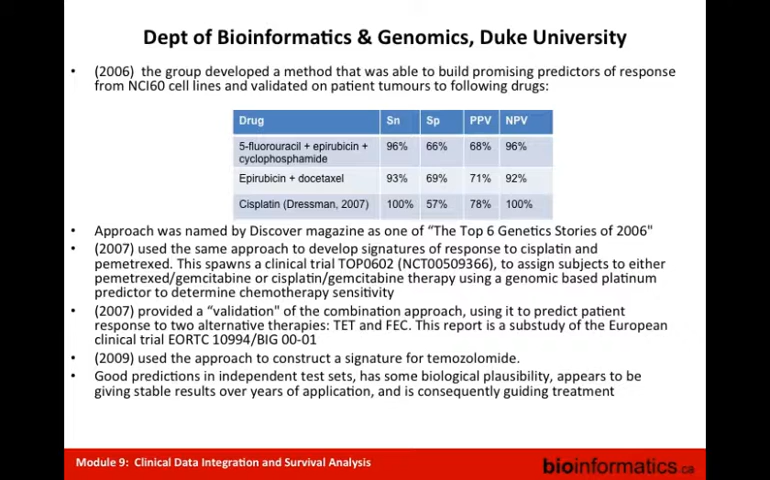 Dept of Bioinformatics & Genomics, Duke University
• (2006) the group developed a method that was able to build promising predictors of response
from NCI60 cell lines and validated on patient tumours to following drugs:
Drug Sn Sp PPV NPV
5-fluorouracil + epirubicin + 96% 66% 68% 96%
cyclophosphamide
Epirubicin + docetaxel 93% 69% 71% 92%
Cisplatin (Dressman, 2007) 100% 57% 78% 100%
• Approach was named by Discover magazine as one of “The Top 6 Genetics Stories of 2006"
• (2007) used the same approach to develop signatures of response to cisplatin and
pemetrexed. This spawns a clinical trial TOP0602 (NCT00509366), to assign subjects to either
pemetrexed/gemcitabine or cisplatin/gemcitabine therapy using a genomic based platinum
predictor to determine chemotherapy sensitivity
• (2007) provided a “validation" of the combination approach, using it to predict patient
response to two alternative therapies: TET and FEC. This report is a substudy of the European
clinical trial EORTC 10994/BIG 00-01
• (2009) used the approach to construct a signature for temozolomide.
• Good predictions in independent test sets, has some biological plausibility, appears to be
giving stable results over years of application, and is consequently guiding treatment
Module 9: Clinical Data Integration and Survival Analysis
bioinformatics.ca